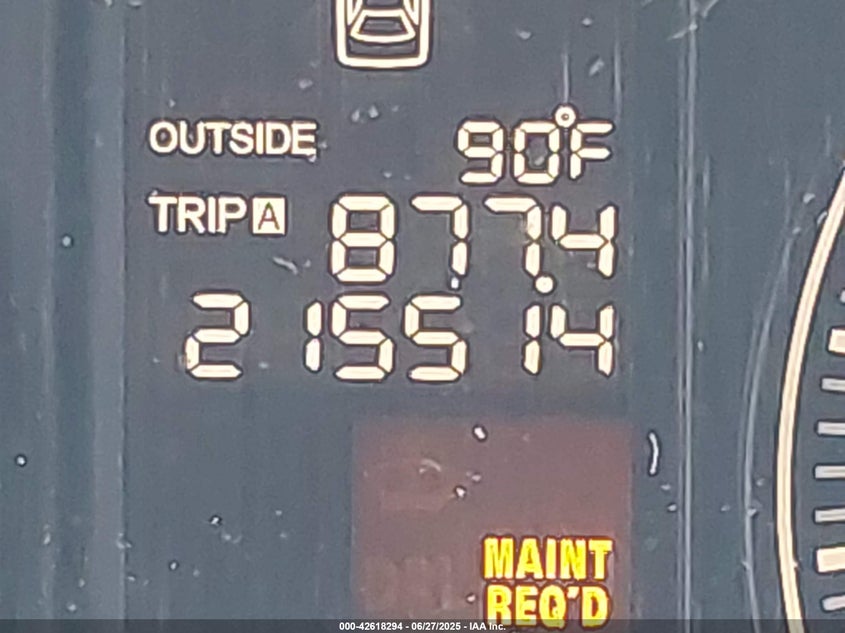 OUTSIDE 90°F
TRIP A 877.4
215514
MAINT
REQ'D
000-42618294 - 06/27/2025 - IAA Inc.